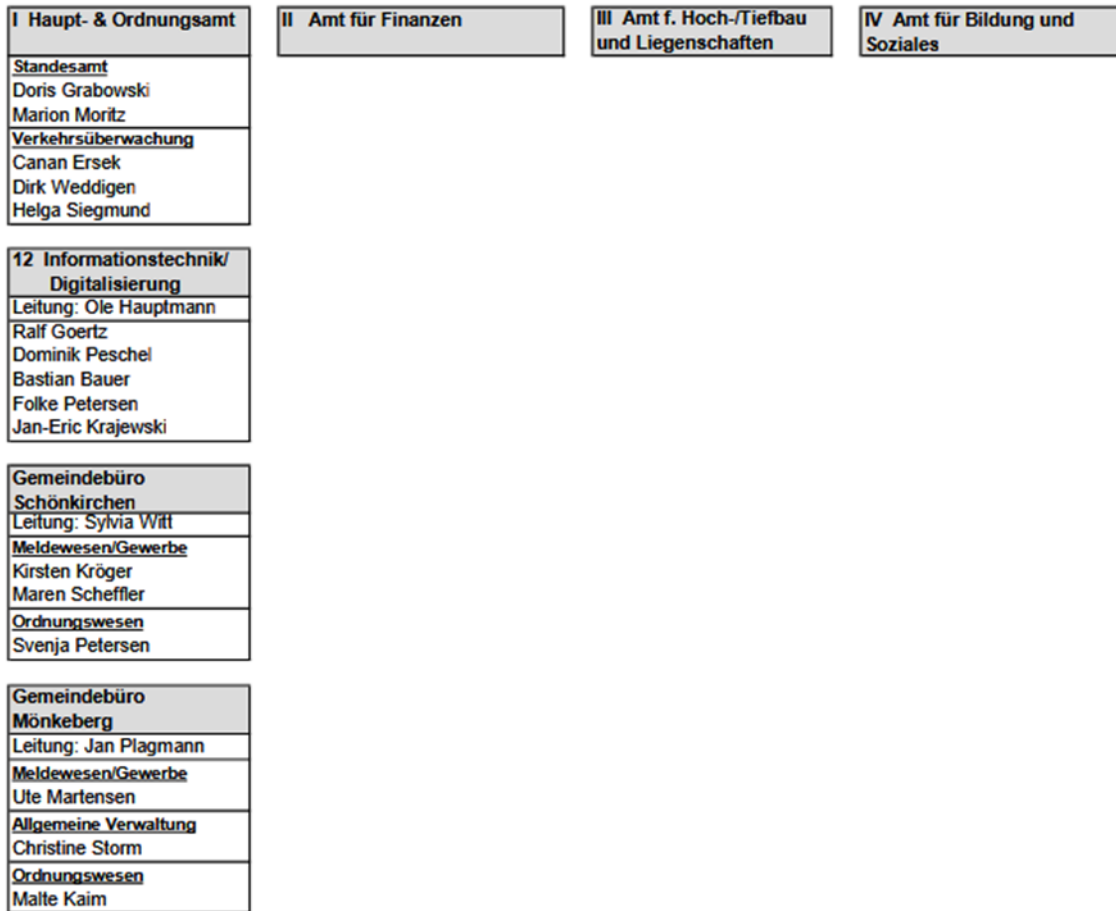 I Haupt- & Ordnungsamt
Standesamt
Doris Grabowski
Marion Moritz
Verkehrsüberwachung
Canan Ersek
Dirk Weddigen
Helga Siegmund
12 Informationstechnik/
Digitalisierung
Leitung: Ole Hauptmann
Ralf Goertz
Dominik Peschel
Bastian Bauer
Folke Petersen
Jan-Eric Krajewski
Gemeindebüro
Schönkirchen
Leitung: Sylvia Witt
Meldewesen/Gewerbe
Kirsten Kröger
Maren Scheffler
Ordnungswesen
Svenja Petersen
Gemeindebüro
Mönkeberg
Leitung: Jan Plagmann
Meldewesen/Gewerbe
Ute Martensen
Allgemeine Verwaltung
Christine Storm
Ordnungswesen
Malte Kaim
II Amt für Finanzen
III Amt f. Hoch-/Tiefbau
und Liegenschaften
IV Amt für Bildung und
Soziales